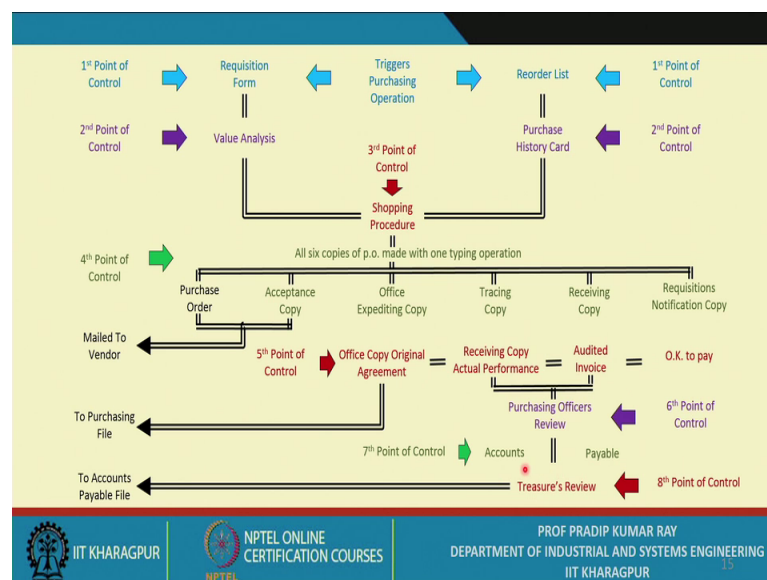 1st Point of
Control
Requisition
Form
Triggers
Purchasing
Operation
Reorder List
1st Point of
Control
2nd Point of
Control
Value Analysis
3rd Point of
Control
Purchase
History Card
2nd Point of
Control
Shopping
Procedure
4th Point of
Control
All six copies of p.o. made with one typing operation
Purchase
Order
Acceptance
Copy
Office
Expediting Copy
Tracing
Copy
Receiving
Copy
Requisitions
Notification Copy
Mailed To
Vendor
5th Point of
Control
Office Copy Original
Agreement
Receiving Copy
Actual Performance
Audited
Invoice
O.K. to pay
Purchasing Officers
Review
6th Point of
Control
To Purchasing
File
7th Point of Control
Accounts
Payable
To Accounts
Payable File
Treasure's Review
8th Point of Control
IIT KHARAGPUR
NPTEL
NPTEL ONLINE
CERTIFICATION COURSES
PROF PRADIP KUMAR RAY
DEPARTMENT OF INDUSTRIAL AND SYSTEMS ENGINEERING
IIT KHARAGPUR
15